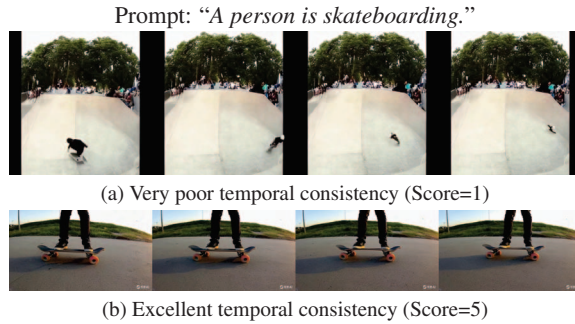 Prompt: “A person is skateboarding.”
(a) Very poor temporal consistency (Score=1)
(b) Excellent temporal consistency (Score=5)